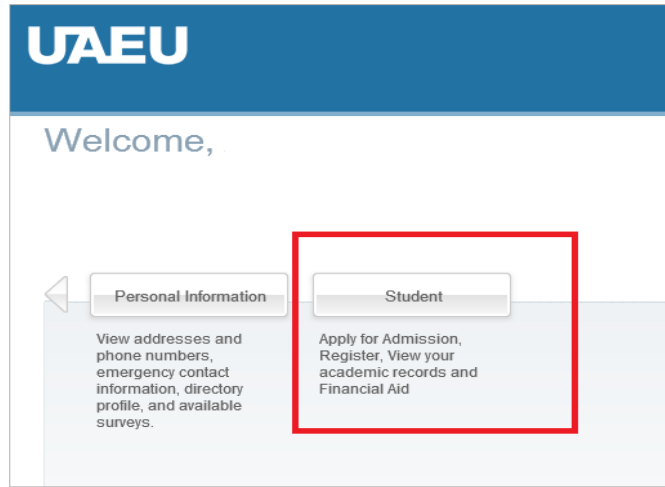 UAEU
Welcome,
Personal Information
Student
View addresses and
phone numbers,
emergency contact
information, directory
profile, and available
surveys.
Apply for Admission,
Register, View your
academic records and
Financial Aid